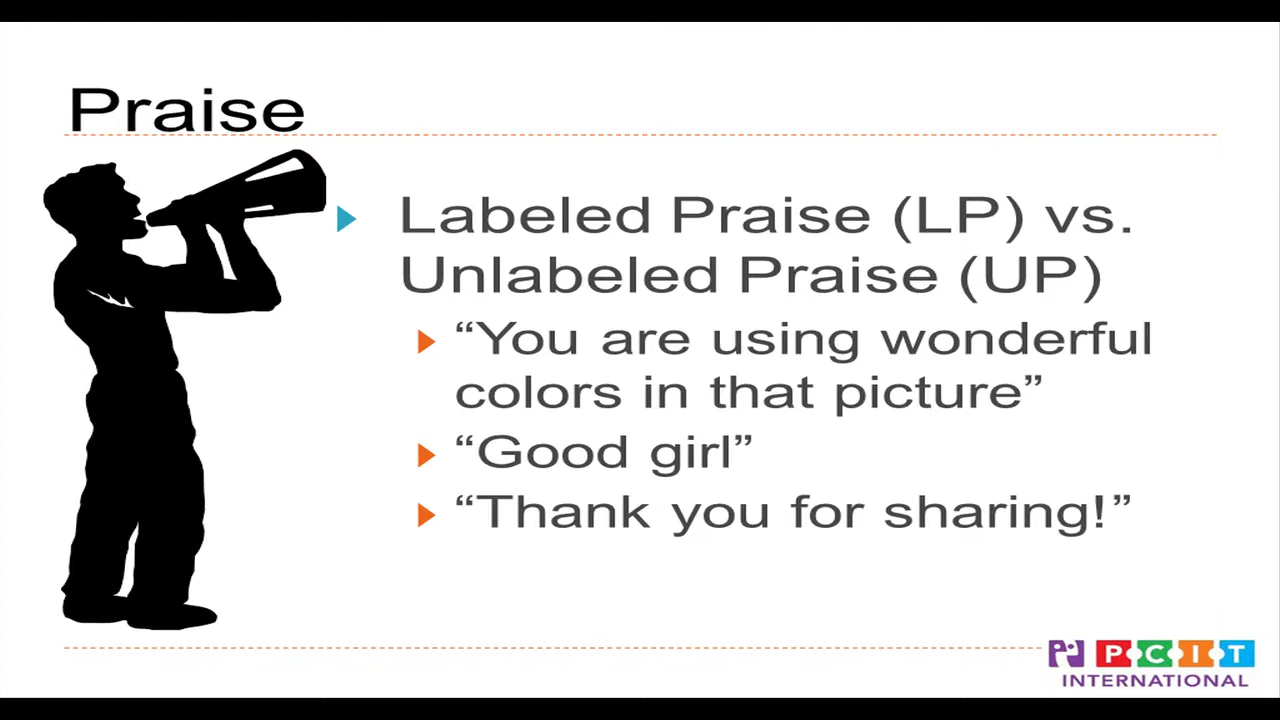 Praise
Labeled Praise (LP) vs.
Unlabeled Praise (UP)
“You are using wonderful
colors in that picture”
“Good girl”
“Thank you for sharing!”
PCIT
INTERNATIONAL